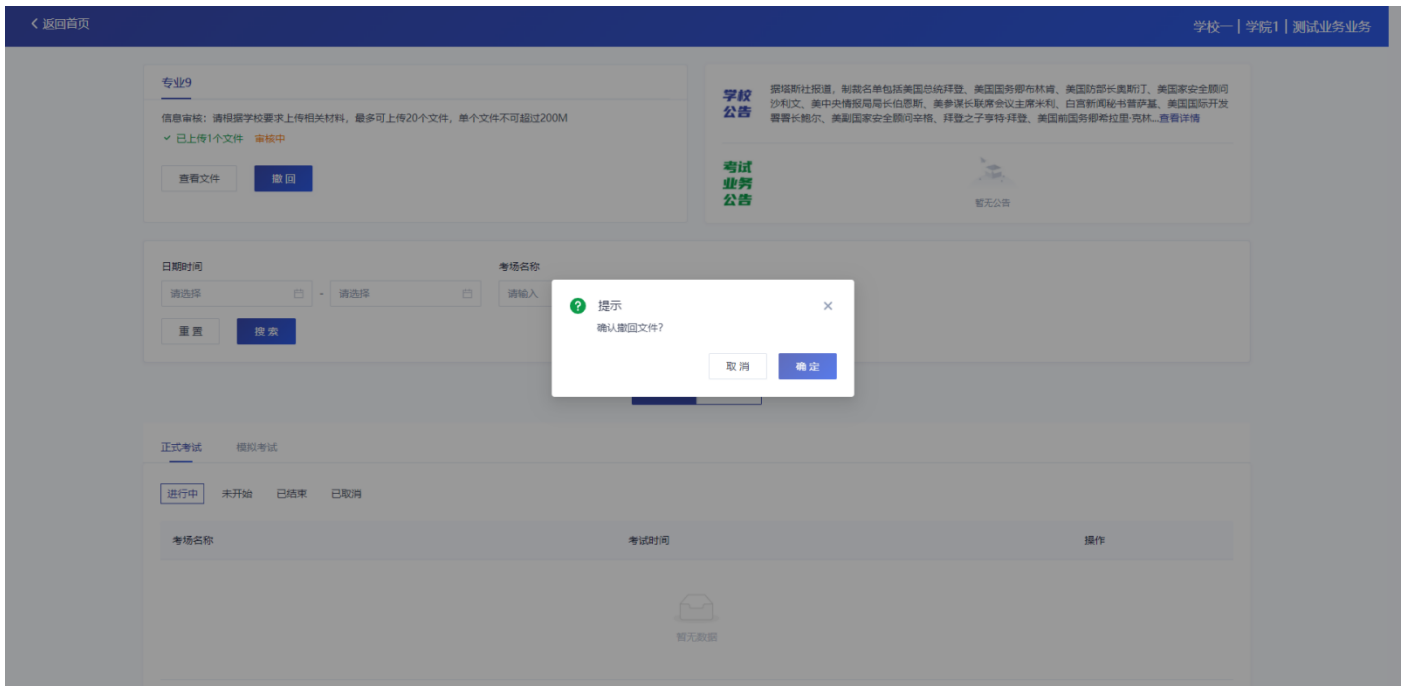 返回首页
学校一 | 学院1 | 测试业务业务
专业9
信息审核：请根据学校要求上传相关材料，最多可上传20个文件，单个文件不可超过200M
已上传1个文件 审核中
查看文件 撤回
学校
公告
据塔斯社报道，制裁名单包括美国总统拜登、美国国务卿布林肯、美国防部长奥斯汀、美国家安全顾问
沙利文、美中央情报局局长伯恩斯、美参谋长联席会议主席米利、白宫新闻秘书普萨基、美国国际开发
署署长鲍尔、美副国家安全顾问辛格、拜登之子亨特·拜登、美国前国务卿希拉里·克林...查看详情
考试
业务
公告
暂无公告
日期时间
请选择 - 请选择
考场名称
请输入
重置 搜索
提示
确认撤回文件?
取消 确定
正式考试 模拟考试
进行中 未开始 已结束 已取消
考场名称 考试时间 操作
暂无数据